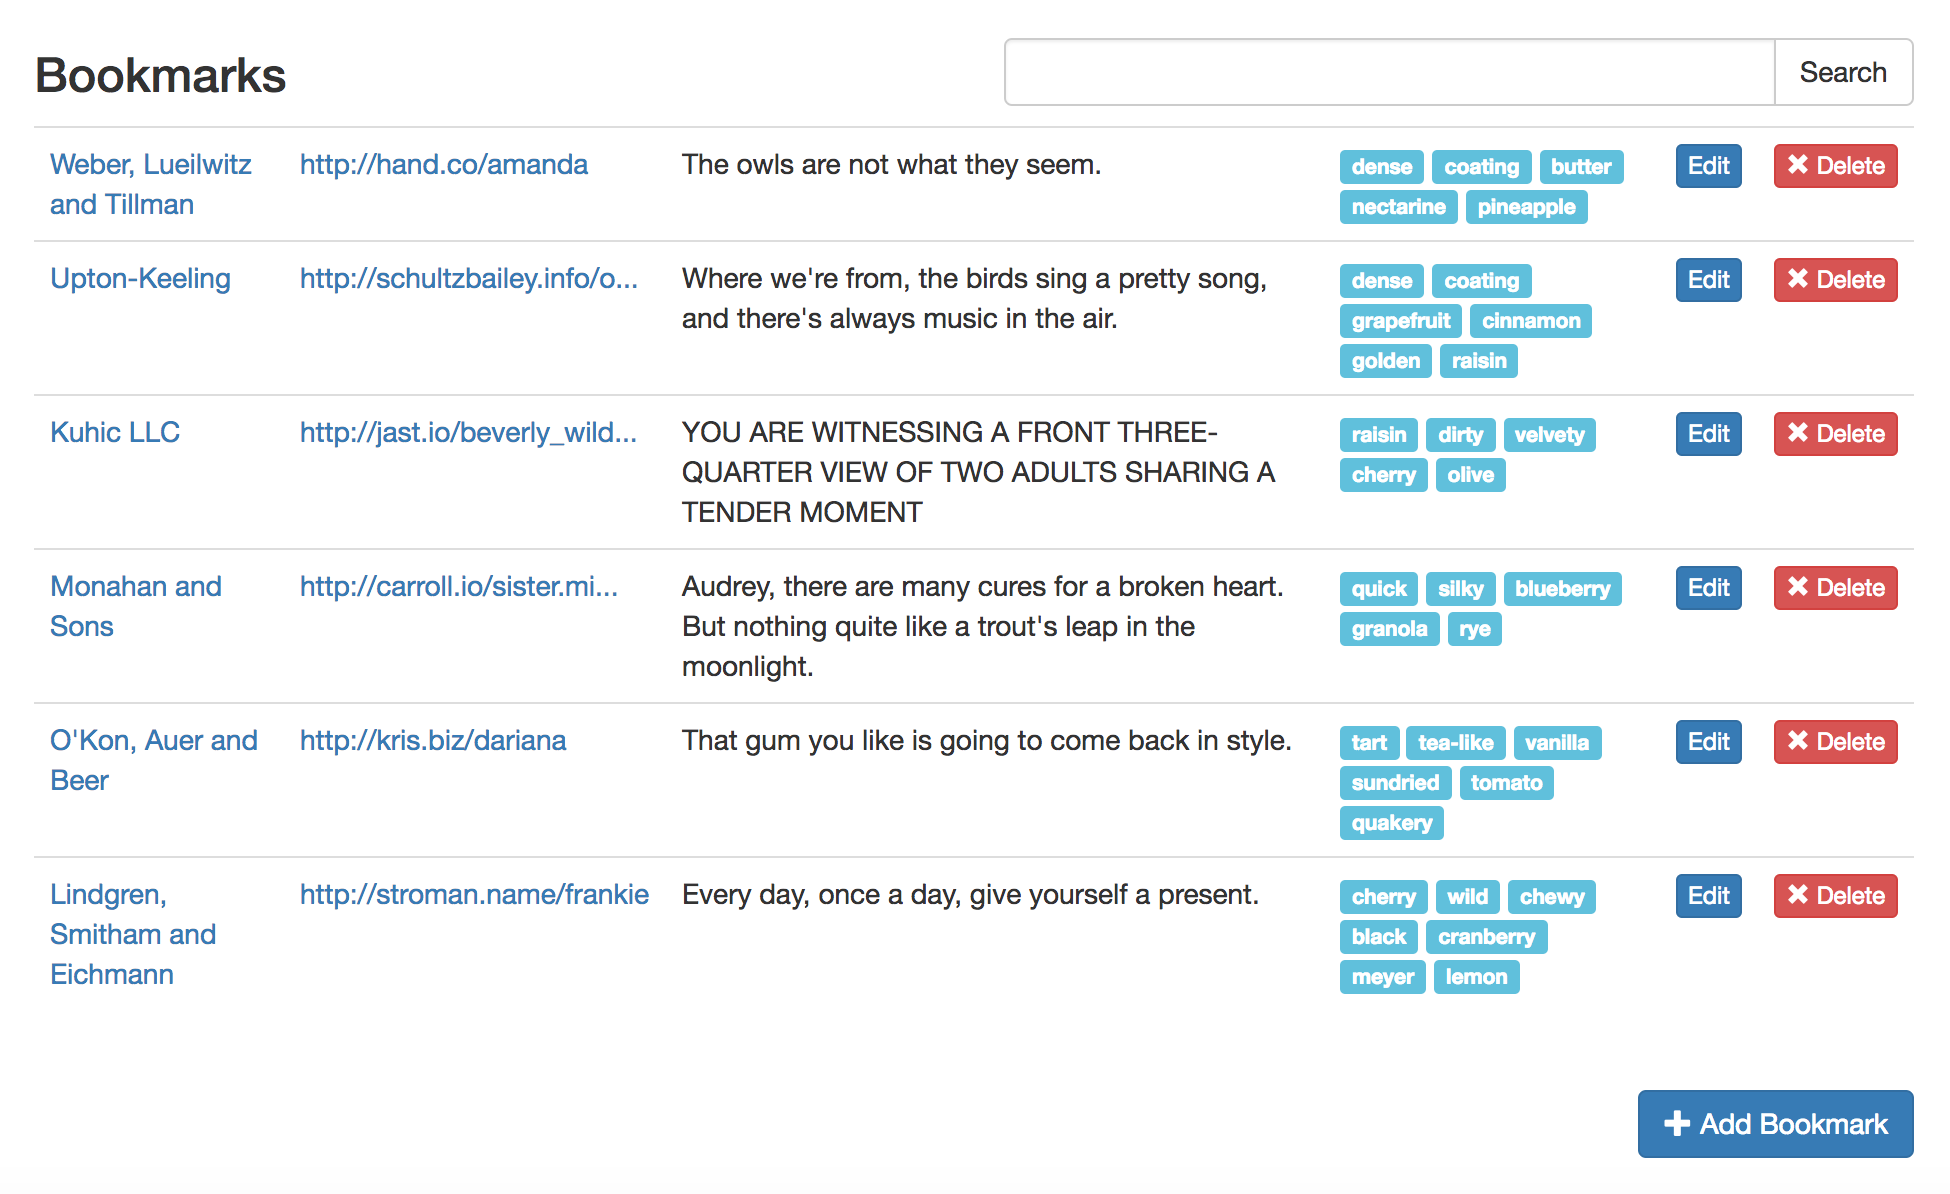 Bookmarks
Search
Weber, Lueilwitz and Tillman
http://hand.co/amanda
The owls are not what they seem.
dense coating butter
nectarine pineapple
Edit
Delete
Upton-Keeling
http://schultzbailey.info/o...
Where we're from, the birds sing a pretty song,
and there's always music in the air.
dense coating
grapefruit cinnamon
golden raisin
Edit
Delete
Kuhic LLC
http://jast.io/beverly_wild...
YOU ARE WITNESSING A FRONT THREE-
QUARTER VIEW OF TWO ADULTS SHARING A
TENDER MOMENT
raisin dirty velvety
cherry olive
Edit
Delete
Monahan and
Sons
http://carroll.io/sister.mi...
Audrey, there are many cures for a broken heart.
But nothing quite like a trout's leap in the
moonlight.
quick silky blueberry
granola rye
Edit
Delete
O'Kon, Auer and
Beer
http://kris.biz/dariana
That gum you like is going to come back in style.
tart tea-like vanilla
sundried tomato
quakery
Edit
Delete
Lindgren,
Smitham and
Eichmann
http://stroman.name/frankie
Every day, once a day, give yourself a present.
cherry wild chewy
black cranberry
meyer lemon
Edit
Delete
Add Bookmark